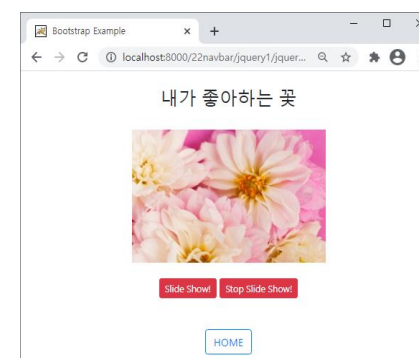 Bootstrap Example
localhost:8000/22navbar/jquery1/jquer...
내가 좋아하는 꽃
Slide Show! Stop Slide Show!
HOME